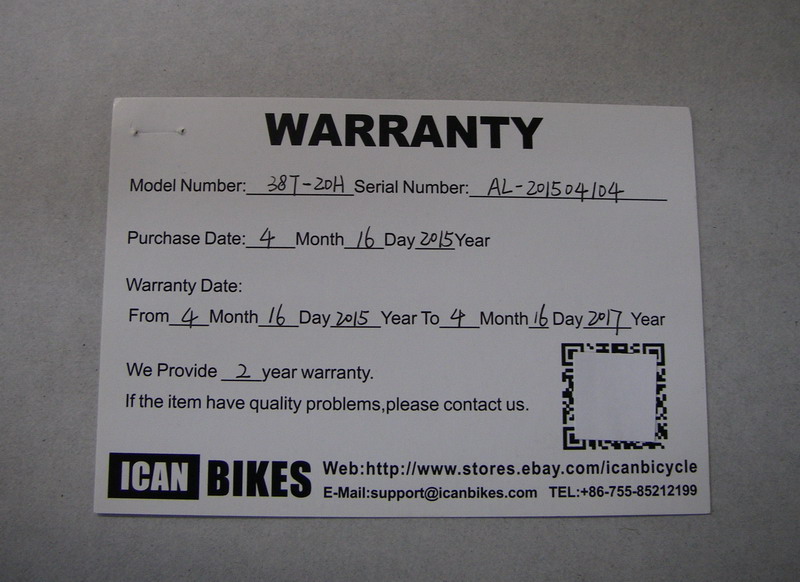 WARRANTY
Model Number: 38T-20H Serial Number: AL-201504104
Purchase Date: 4 Month 16 Day 2015 Year
Warranty Date:
From 4 Month 16 Day 2015 Year To 4 Month 16 Day 2017 Year
We Provide 2 year warranty.
If the item have quality problems,please contact us.
ICAN BIKES
Web:http://www.stores.ebay.com/icanbicycle
E-Mail:support@icanbikes.com TEL:+86-755-85212199